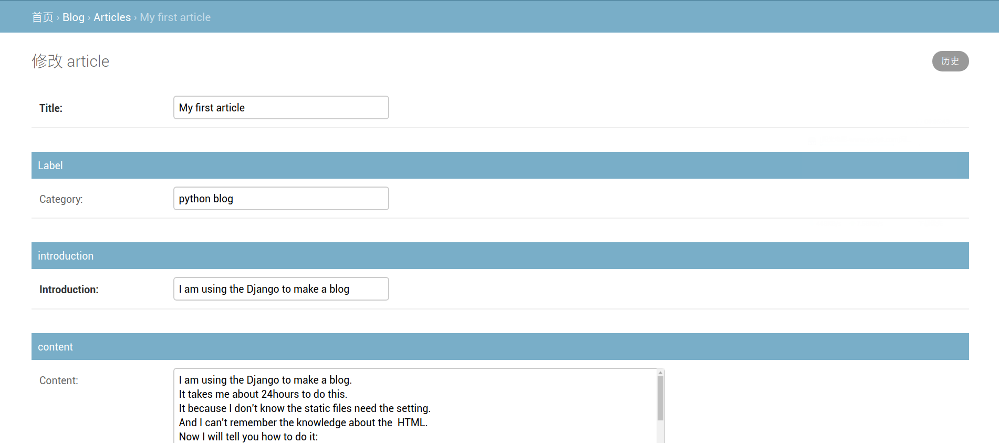 首页 › Blog › Articles › My first article
修改 article
历史
Title: My first article
Label
Category: python blog
introduction
Introduction: I am using the Django to make a blog
content
Content: I am using the Django to make a blog.
It takes me about 24hours to do this.
It because I don't know the static files need the setting.
And I can't remember the knowledge about the  HTML.
Now I will tell you how to do it: